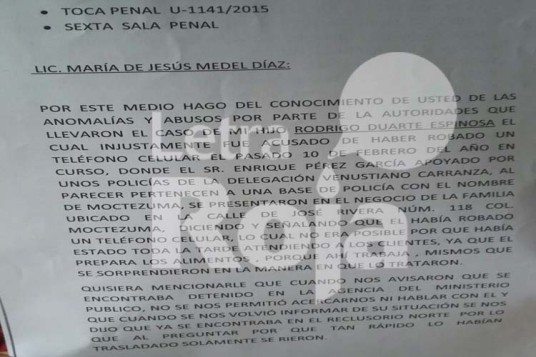 • TOCA PENAL U-1141/2015
• SEXTA SALA PENAL
LIC. MARÍA DE JESÚS MEDEL DÍAZ:
POR ESTE MEDIO HAGO DEL CONOCIMIENTO DE USTED DE LAS
ANOMALÍAS Y ABUSOS POR PARTE DE LA AUTORIDADES QUE
LLEVARON EL CASO DE MI HIJO RODRIGO DUARTE ESPINOSA EL
CUAL INJUSTAMENTE FUE ACUSADO DE HABER ROBADO UN
TELÉFONO CELULAR EL PASADO 10 DE FEBRERO DEL AÑO EN
CURSO, DONDE EL SR. ENRIQUE PÉREZ GARCÍA APOYADO POR
UNOS POLICÍAS DE LA DELEGACIÓN VENUSTIANO CARRANZA, AL
PARECER PERTENECEN A UNA BASE DE POLICÍA CON EL NOMBRE
DE MOCTEZUMA, SE PRESENTARON EN EL NEGOCIO DE LA FAMILIA
UBICADO EN LA CALLE DE JOSÉ RIVERA NÚM. 118 COL.
MOCTEZUMA, DICIENDO Y SEÑALANDO QUE EL HABÍA ROBADO
UN TELÉFONO CELULAR, LO CUAL NO ERA POSIBLE POR QUE HABÍA
ESTADO TODA LA TARDE ATENDIENDO A LOS CLIENTES, YA QUE EL
PREPARA LOS ALIMENTOS PORQUE AHÍ TRABAJA, MISMOS QUE
SE SORPRENDIERON EN LA MANERA EN QUE LO TRATARON.
QUISIERA MENCIONARLE QUE CUANDO NOS AVISARON QUE SE
ENCONTRABA DETENIDO EN LA AGENCIA DEL MINISTERIO
PUBLICO, NO SE NOS PERMITIÓ ACERCARNOS NI HABLAR CON EL Y
QUE CUÁNDO SE NOS VOLVIÓ INFORMAR DE SU SITUACIÓN SE NOS
DIJO QUE YA SE ENCONTRABA EN EL RECLUSORIO NORTE POR LO
QUE AL PREGUNTAR POR QUE TAN RÁPIDO LO HABÍAN
TRASLADADO SOLAMENTE SE RIERON.
Letra
Roja